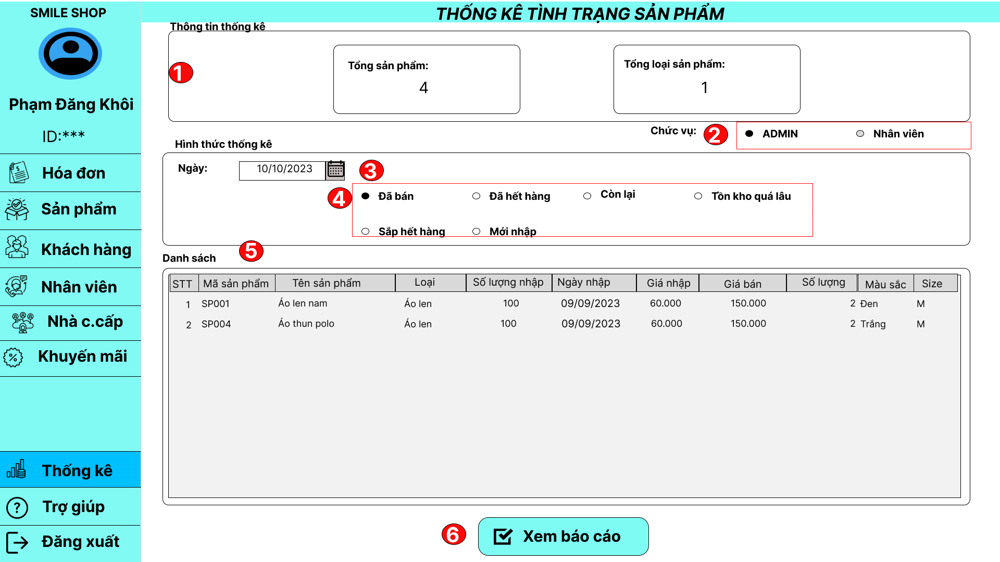 SMILE SHOP
Phạm Đăng Khôi
ID:***
Hóa đơn
Sản phẩm
Khách hàng
Nhân viên
Nhà c.cấp
Khuyến mãi
Thống kê
Trợ giúp
Đăng xuất
THỐNG KÊ TÌNH TRẠNG SẢN PHẨM
Thông tin thống kê
1
Tổng sản phẩm:
4
Tổng loại sản phẩm:
1
Chức vụ: 2 ADMIN Nhân viên
Hình thức thống kê
Ngày: 10/10/2023 3
4 Đã bán Đã hết hàng Còn lại Tồn kho quá lâu
Sắp hết hàng Mới nhập
5
Danh sách
STT Mã sản phẩm Tên sản phẩm Loại Số lượng nhập Ngày nhập Giá nhập Giá bán Số lượng Màu sắc Size
1 SP001 Áo len nam Áo len 100 09/09/2023 60.000 150.000 2 Đen M
2 SP004 Áo thun polo Áo len 100 09/09/2023 60.000 150.000 2 Trắng M
6 Xem báo cáo